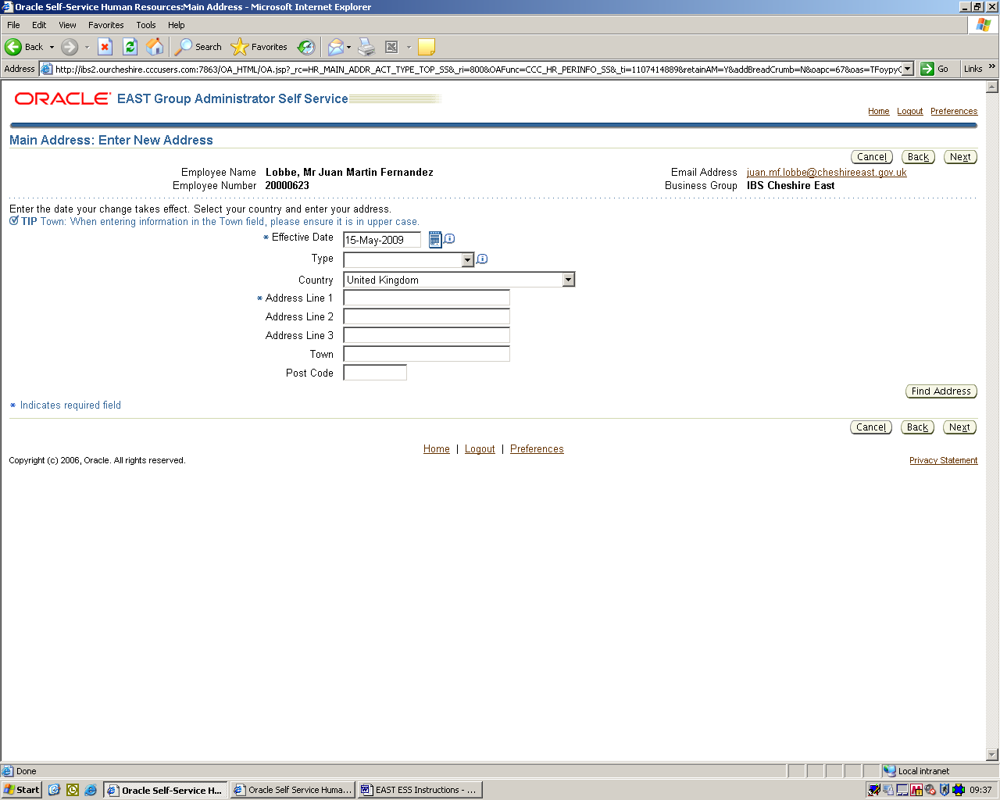 Oracle Self-Service Human Resources:Main Address - Microsoft Internet Explorer
File Edit View Favorites Tools Help
Back Search Favorites
Address http://ibs2.ourcheshire.cccusers.com:7863/OA_HTML/OA.jsp?_rc=HR_MAIN_ADDR_ACT_TYPE_TOP_SS&_ri=800&OAFunc=CCC_HR_PERINFO_SS&_ti=1107414889&retainAM=Y&addBreadCrumb=N&oapc=67&oas=TFoypy Go Links »
ORACLE EAST Group Administrator Self Service
Home Logout Preferences
Main Address: Enter New Address
Cancel Back Next
Employee Name Lobbe, Mr Juan Martin Fernandez Email Address juan.mf.lobbe@cheshireeast.gov.uk
Employee Number 20000623 Business Group IBS Cheshire East
Enter the date your change takes effect. Select your country and enter your address.
TIP Town: When entering information in the Town field, please ensure it is in upper case.
* Effective Date 15-May-2009
Type
Country United Kingdom
* Address Line 1
Address Line 2
Address Line 3
Town
Post Code
Find Address
* Indicates required field
Cancel Back Next
Home | Logout | Preferences
Copyright (c) 2006, Oracle. All rights reserved. Privacy Statement
Done Local intranet
Start Oracle Self-Service H... Oracle Self Service Huma... EAST ESS Instructions - ... 09:37